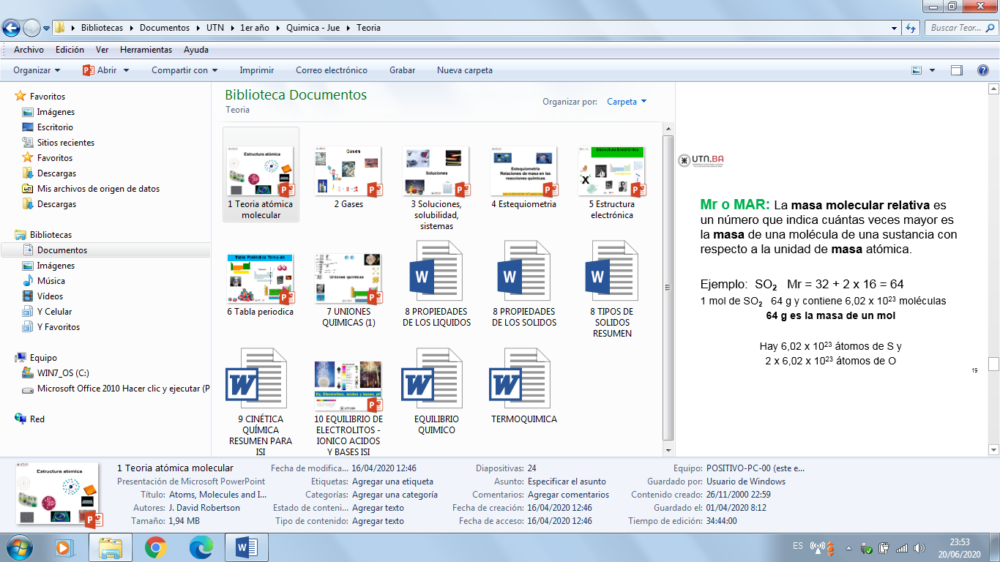 Bibliotecas
Documentos
UTN
1er año
Quimica - Jue
Teoria
Buscar Teor...
Archivo
Edición
Ver
Herramientas
Ayuda
Organizar
Abrir
Compartir con
Imprimir
Correo electrónico
Grabar
Nueva carpeta
Favoritos
Imágenes
Escritorio
Sitios recientes
Favoritos
Descargas
Mis archivos de origen de datos
Descargas
Bibliotecas
Documentos
Imágenes
Música
Vídeos
Y Celular
Y Favoritos
Equipo
WIN7_OS (C:)
Microsoft Office 2010 Hacer clic y ejecutar (P
Red
Biblioteca Documentos
Teoria
Organizar por: Carpeta
Estructura atómica
1 Teoria atómica
molecular
Gases
2 Gases
Soluciones
3 Soluciones,
solubilidad,
sistemas
Estequiometría
Relaciones de masa en las
reacciones químicas
4 Estequiometria
Estructura Electrónica
X
5 Estructura
electrónica
Tabla Periódica Tema 4b
6 Tabla periodica
Uniones químicas
7 UNIONES
QUIMICAS (1)
W
8 PROPIEDADES
DE LOS LIQUIDOS
W
8 PROPIEDADES
DE LOS SOLIDOS
W
8 TIPOS DE
SOLIDOS
RESUMEN
W
9 CINÉTICA
QUÍMICA
RESUMEN PARA
ISI
Eq. Electrolitos, ácidos y bases, pH
UTN.BA
10 EQUILIBRIO DE
ELECTROLITOS -
IONICO ACIDOS
Y BASES ISI
W
EQUILIBRIO
QUIMICO
W
TERMOQUIMICA
UTN.BA
Mr o MAR: La masa molecular relativa es
un número que indica cuántas veces mayor es
la masa de una molécula de una sustancia con
respecto a la unidad de masa atómica.
Ejemplo: SO₂ Mr = 32 + 2 x 16 = 64
1 mol de SO₂ 64 g y contiene 6,02 x 10²³ moléculas
64 g es la masa de un mol
Hay 6,02 x 10²³ átomos de S y
2 x 6,02 x 10²³ átomos de O
19
Estructura atómica
1 Teoria atómica molecular
Presentación de Microsoft PowerPoint
Título: Atoms, Molecules and I...
Autores: J. David Robertson
Tamaño: 1,94 MB
Fecha de modifica... 16/04/2020 12:46
Etiquetas: Agregar una etiqueta
Categorías: Agregar una categoría
Estado de conteni... Agregar texto
Tipo de contenido: Agregar texto
Diapositivas: 24
Asunto: Especificar el asunto
Comentarios: Agregar comentarios
Fecha de creación: 16/04/2020 12:46
Fecha de acceso: 16/04/2020 12:46
Equipo: POSITIVO-PC-00 (este e...
Guardado por: Usuario de Windows
Contenido creado: 26/11/2000 22:59
Guardado el: 01/04/2020 8:12
Tiempo de edición: 34:44:00
ES
23:53
20/06/2020